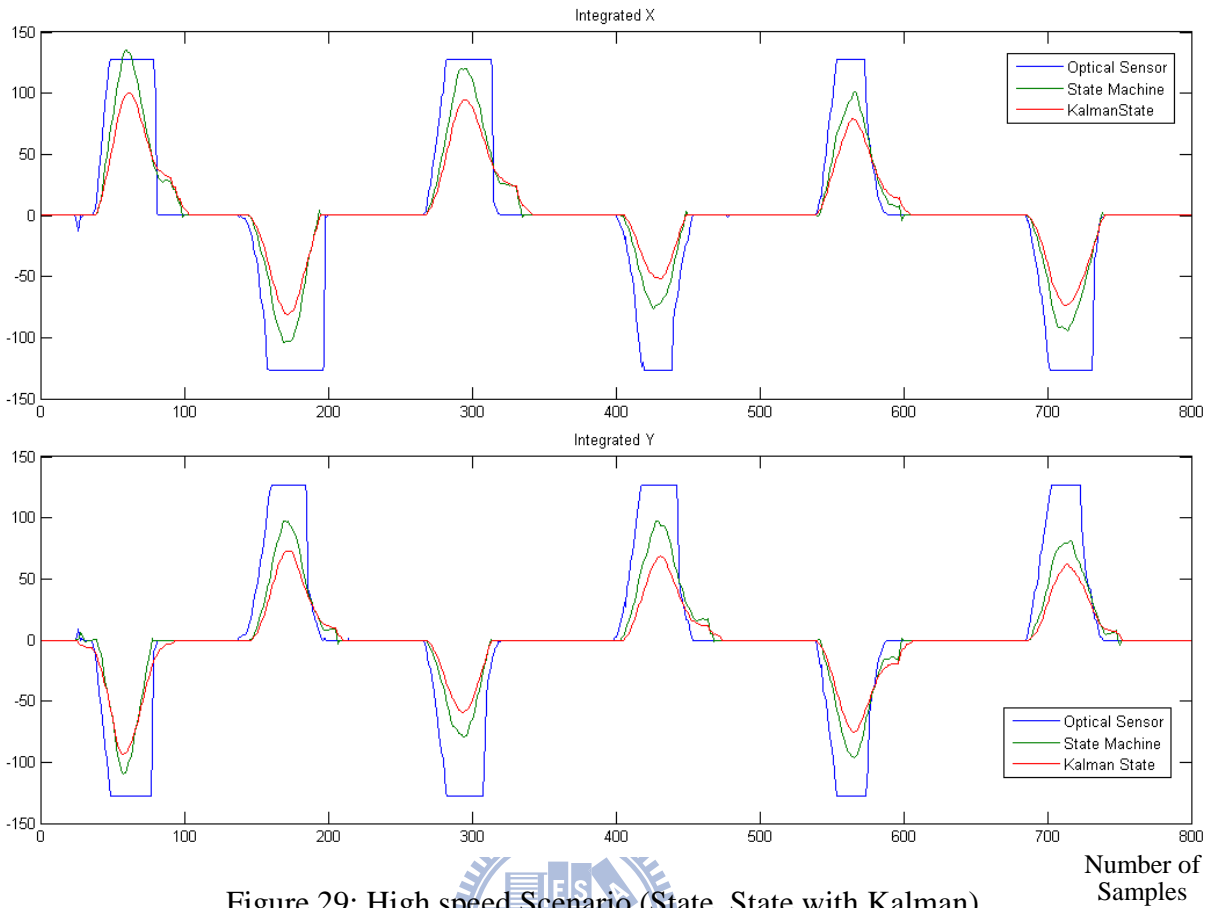 Integrated X
150
100
50
0
-50
-100
-150
Optical Sensor
State Machine
KalmanState
0 100 200 300 400 500 600 700 800
Integrated Y
150
100
50
0
-50
-100
-150
Optical Sensor
State Machine
Kalman State
0 100 200 300 400 500 600 700 800
Number of
Samples
ESA
Figure 29: High speed Scenario (State, State with Kalman)